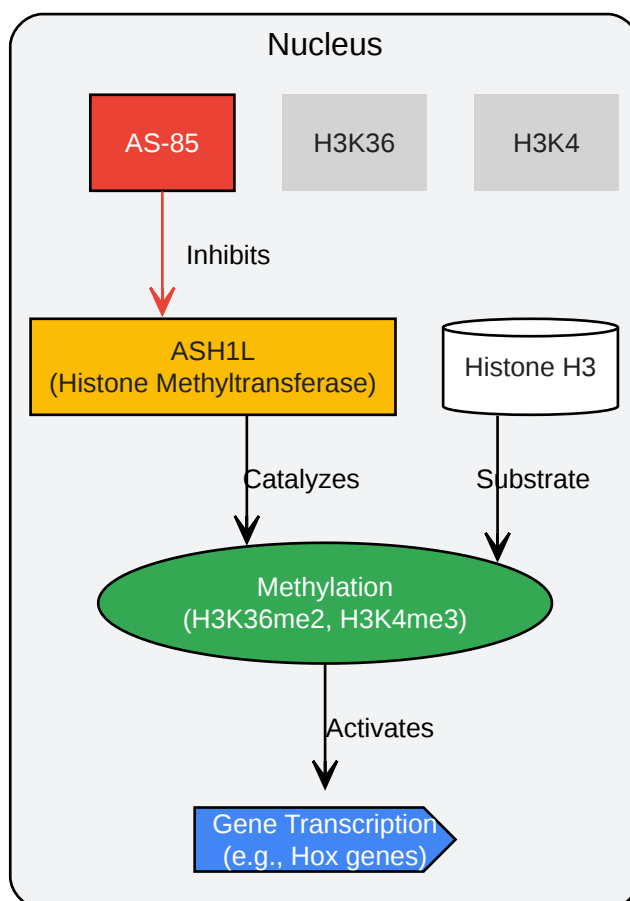 Nucleus
AS-85
H3K36
H3K4
Inhibits
ASH1L
(Histone Methyltransferase)
Histone H3
Catalyzes
Substrate
Methylation
(H3K36me2, H3K4me3)
Activates
Gene Transcription
(e.g., Hox genes)